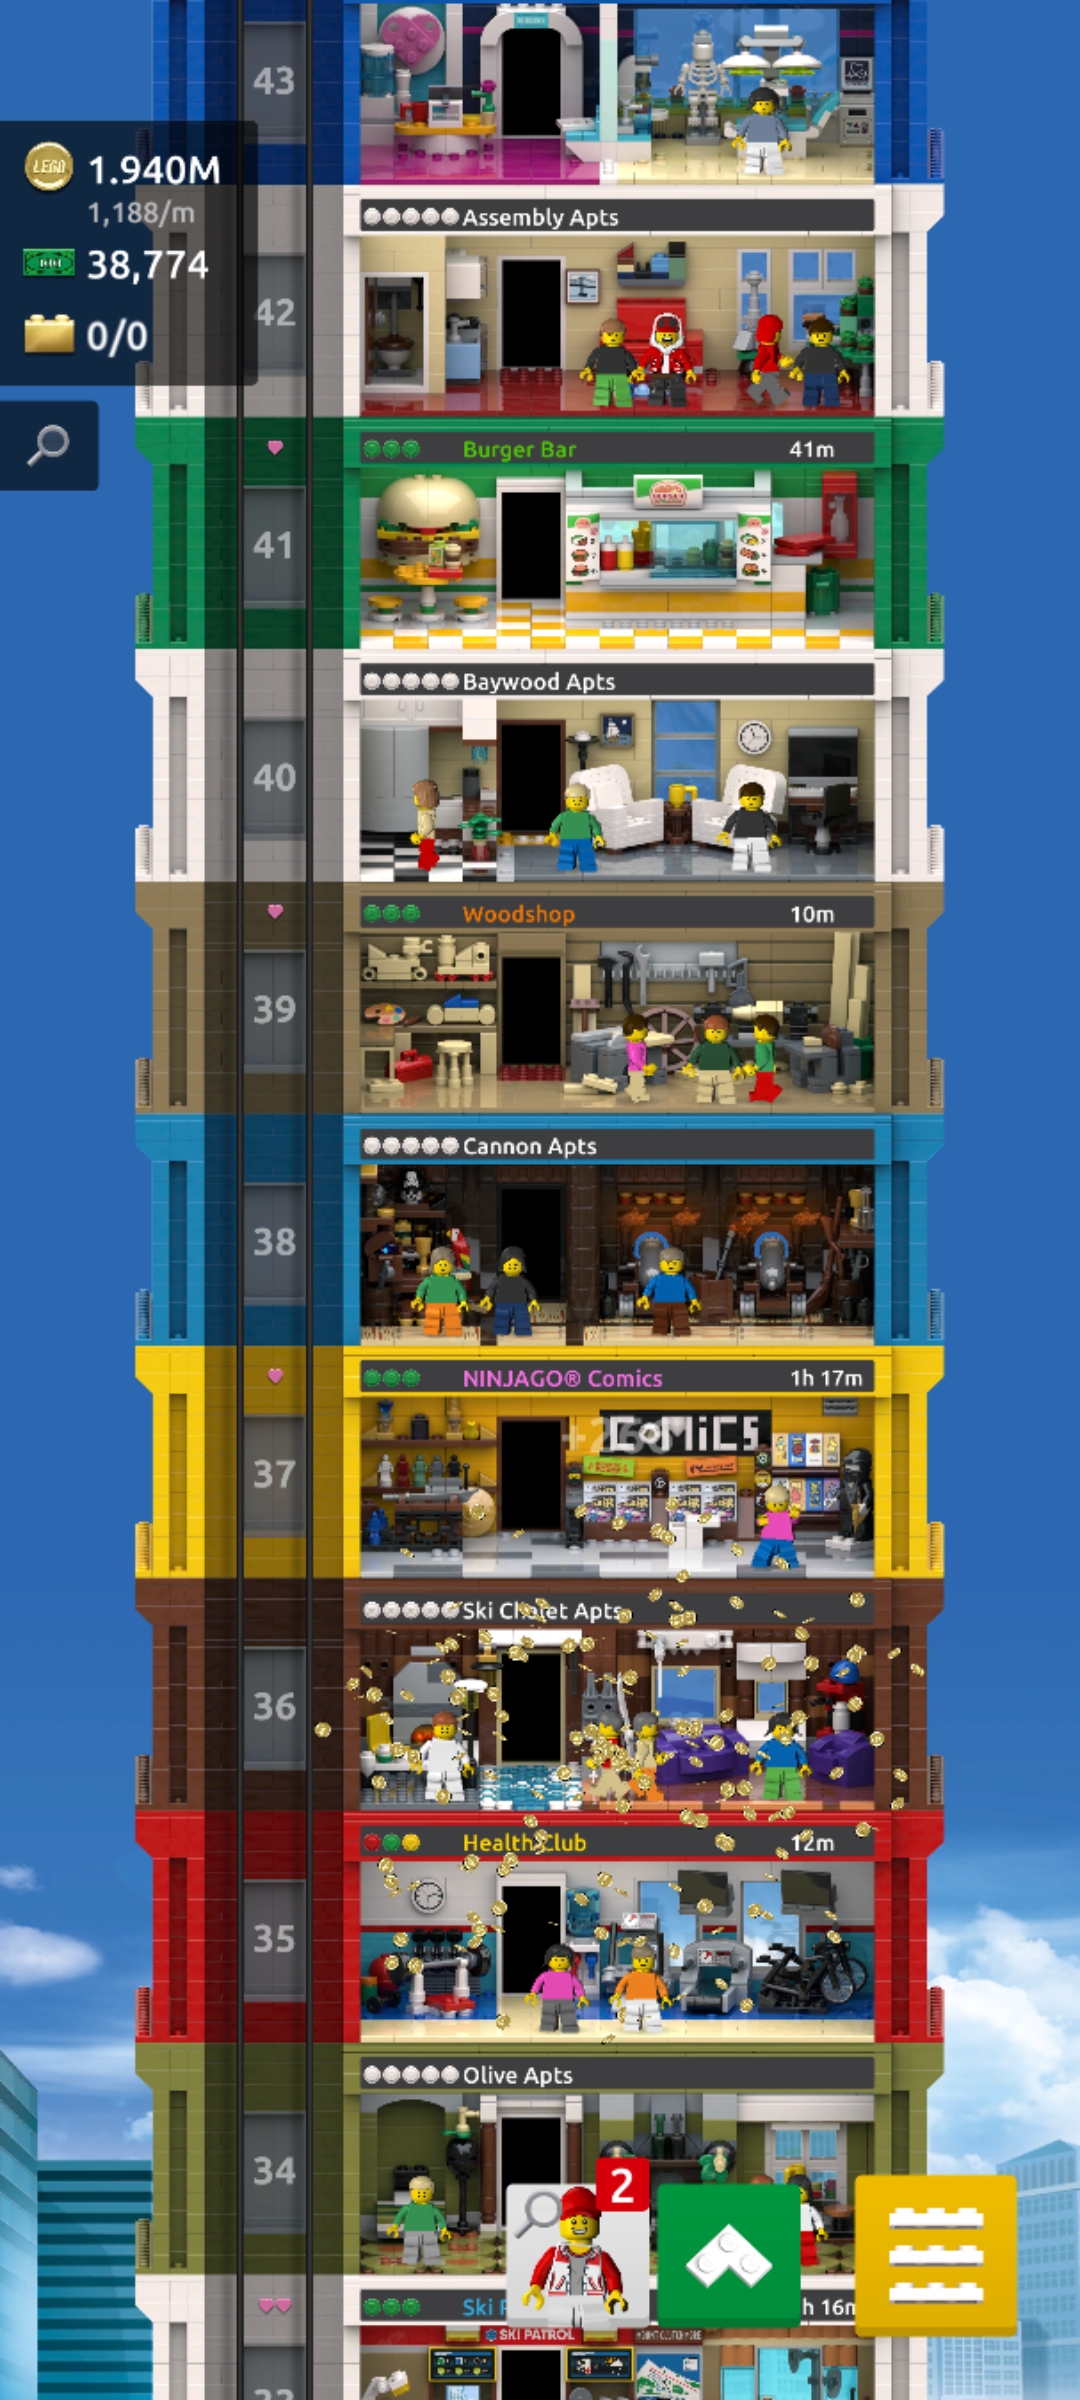 43
LEGO 1.940M
1,188/m
38,774
0/0
Assembly Apts
42
Burger Bar 41m
BURGER
41
Baywood Apts
40
Woodshop 10m
39
Cannon Apts
38
NINJAGO® Comics 1h 17m
CoMiCS
37
Ski Chalet Apts
36
Health Club 12m
35
Olive Apts
34
2
Ski
h 16m
SKI PATROL
33